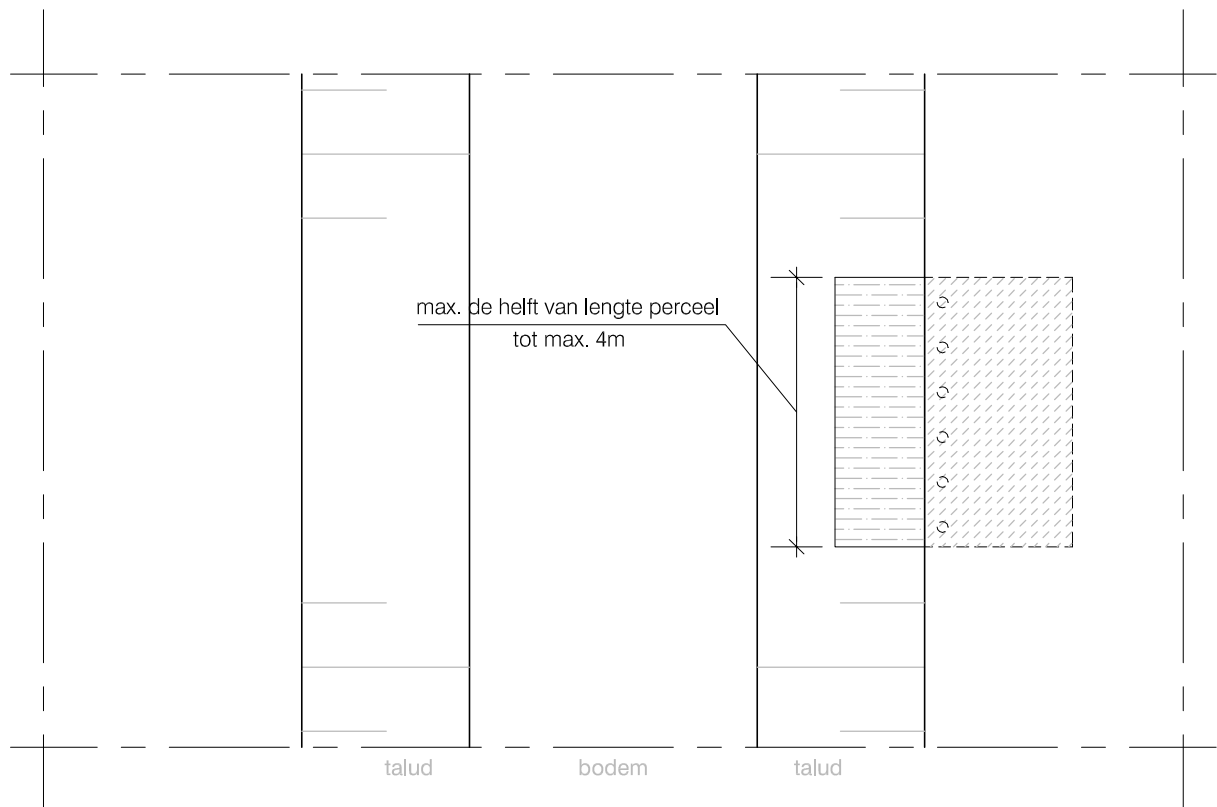 max. de helft van lengte perceel
tot max. 4m
talud bodem talud